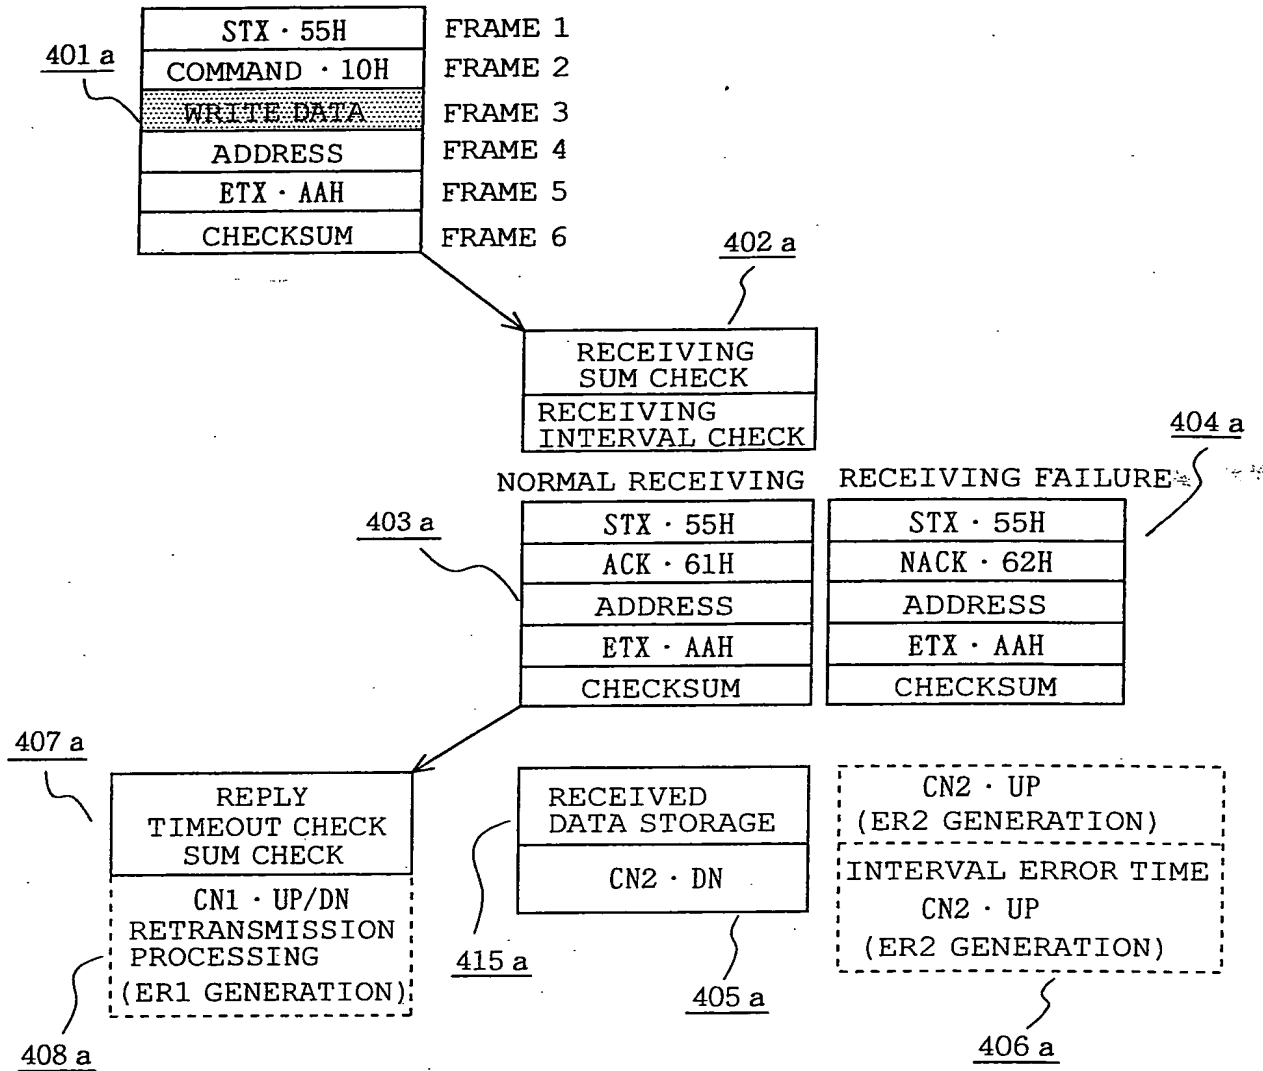 STX · 55H FRAME 1
401 a
COMMAND · 10H FRAME 2
WRITE DATA FRAME 3
ADDRESS FRAME 4
ETX · AAH FRAME 5
CHECKSUM FRAME 6
402 a
RECEIVING
SUM CHECK
RECEIVING
INTERVAL CHECK
404 a
NORMAL RECEIVING
RECEIVING FAILURE
403 a
STX · 55H
ACK · 61H
ADDRESS
ETX · AAH
CHECKSUM
STX · 55H
NACK · 62H
ADDRESS
ETX · AAH
CHECKSUM
407 a
REPLY
TIMEOUT CHECK
SUM CHECK
CN1 · UP/DN
RETRANSMISSION
PROCESSING
(ER1 GENERATION)
408 a
RECEIVED
DATA STORAGE
CN2 · DN
415 a
405 a
CN2 · UP
(ER2 GENERATION)
INTERVAL ERROR TIME
CN2 · UP
(ER2 GENERATION)
406 a